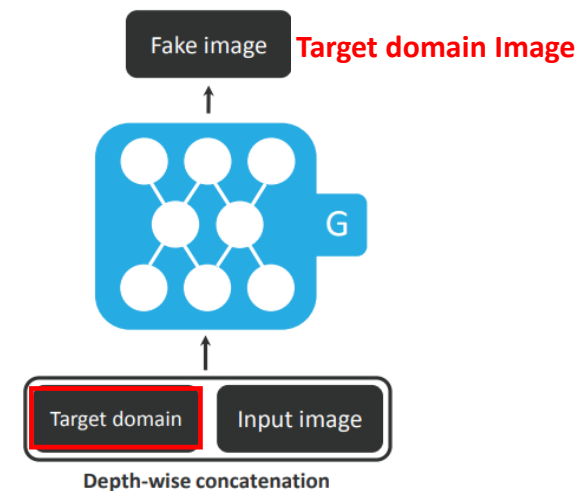 Fake image
Target domain Image
G
Target domain
Input image
Depth-wise concatenation